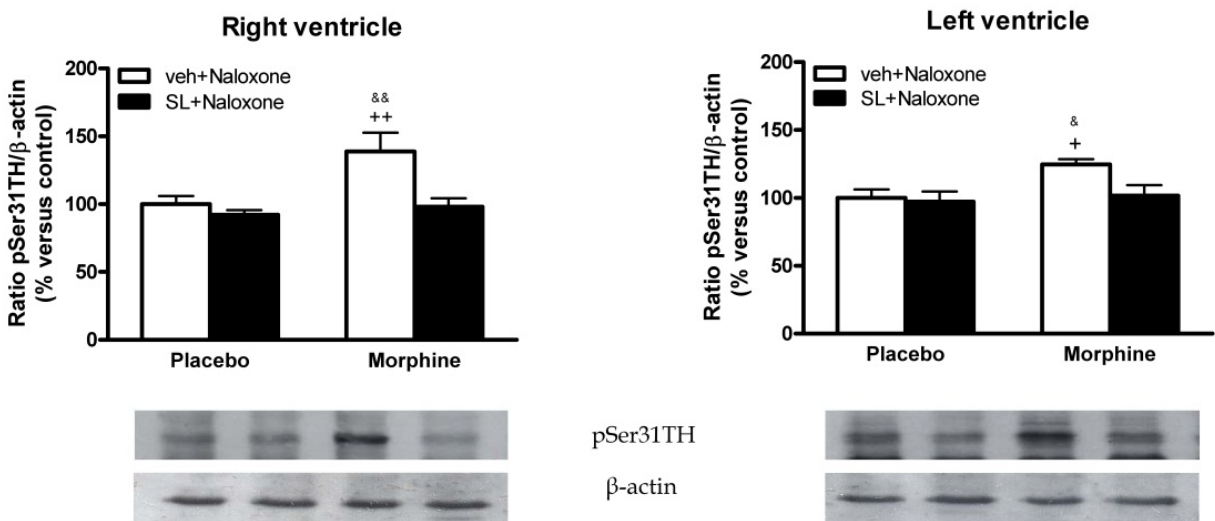 Right ventricle
200
150
100
50
0
Ratio pSer31TH/β-actin
(% versus control)
veh+Naloxone
SL+Naloxone
&&
++
Placebo Morphine
Left ventricle
200
150
100
50
0
Ratio pSer31TH/β-actin
(% versus control)
veh+Naloxone
SL+Naloxone
&
+
Placebo Morphine
pSer31TH
β-actin